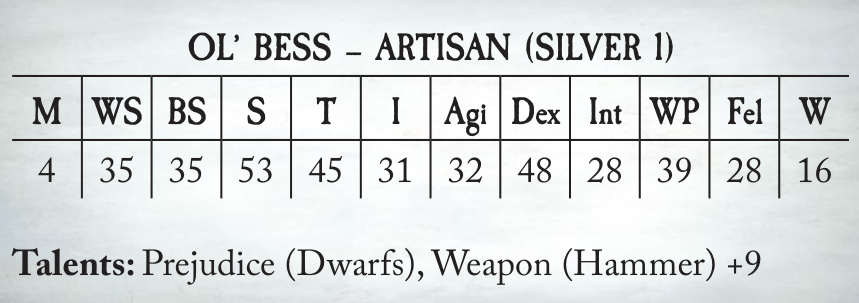 OL' BESS – ARTISAN (SILVER 1)
M WS BS S T I Agi Dex Int WP Fel W
4 35 35 53 45 31 32 48 28 39 28 16
Talents: Prejudice (Dwarfs), Weapon (Hammer) +9